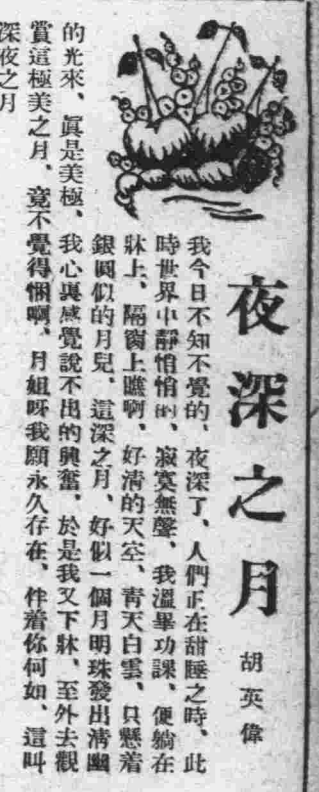 夜深之月
胡英偉
我今日不知不覺的、夜深了、人們正在甜睡之時、此
時世界中靜悄悄的、寂寞無聲、我溫畢功課、便躺在
牀上、隔窗上瞧啊、好清的天空、青天白雲、只懸着
銀圓似的月兒、這深之月、好似一個月明珠發出清幽
的光來、眞是美極、我心裏感覺說不出的興奮、於是我又下牀、至外去觀
賞這極美之月、竟不覺得悃啊、月姐呀我願永久存在、伴着你何如、這叫
深夜之月